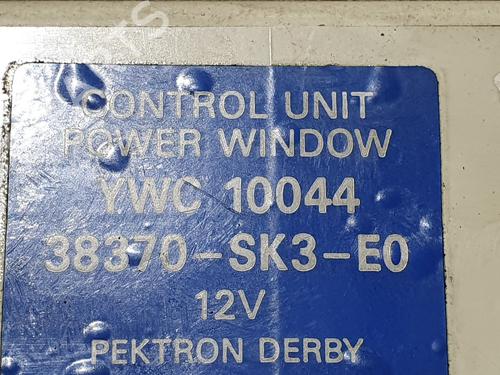 CONTROL UNIT
POWER WINDOW
YWC 10044
38370-SK3-E0
12V
PEKTRON DERBY